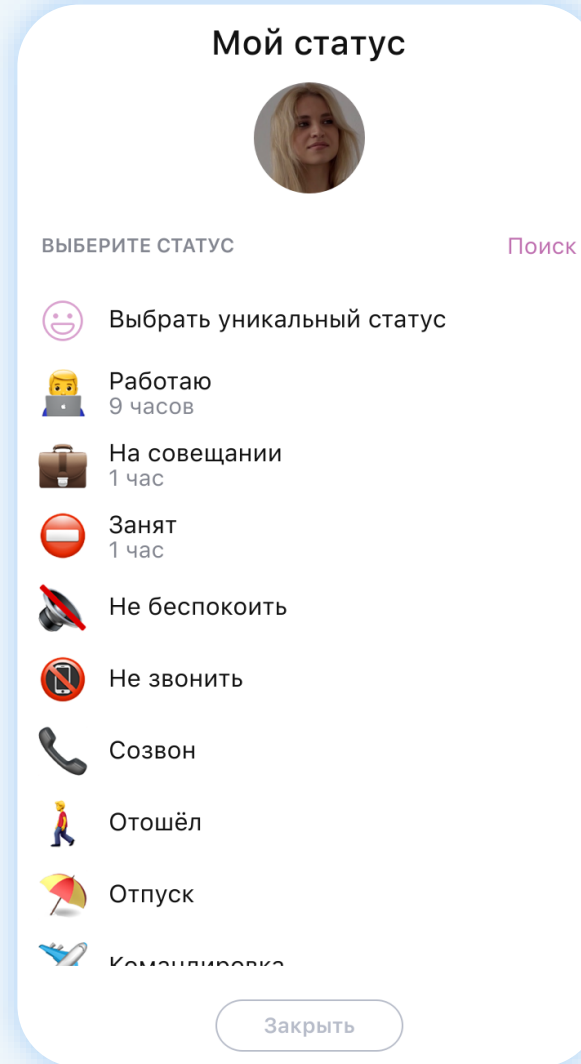 Мой статус
ВЫБЕРИТЕ СТАТУС
Поиск
Выбрать уникальный статус
Работаю
9 часов
На совещании
1 час
Занят
1 час
Не беспокоить
Не звонить
Созвон
Отошёл
Отпуск
Командировка
Закрыть